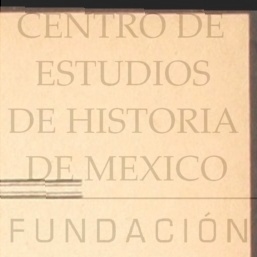 CENTRO DE
ESTUDIOS
DE HISTORIA
DE MEXICO
FUNDACIÓN